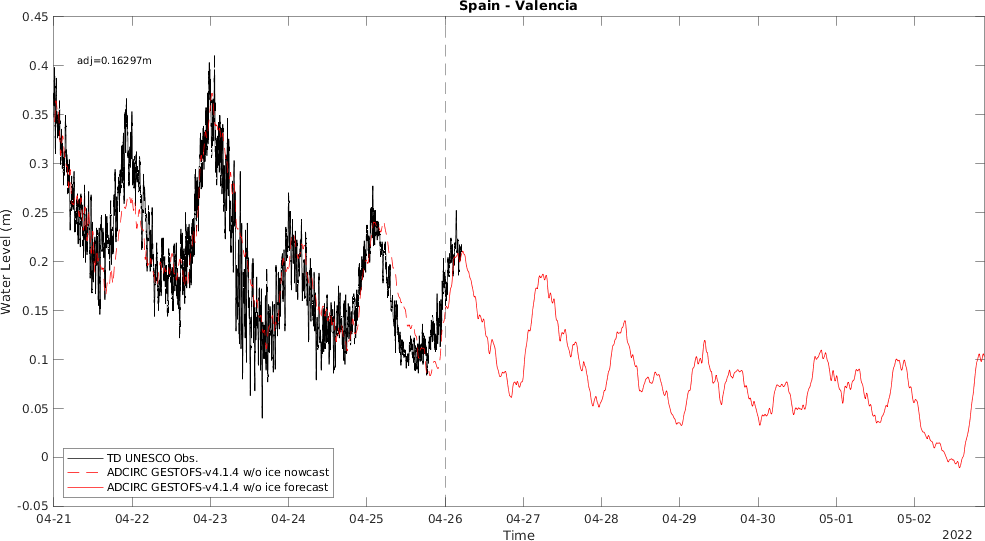 Spain - Valencia
0.45
0.4
0.35
0.3
0.25
0.2
0.15
0.1
0.05
0
-0.05
Water Level (m)
adj=0.16297m
TD UNESCO Obs.
ADCIRC GESTOFS-v4.1.4 w/o ice nowcast
ADCIRC GESTOFS-v4.1.4 w/o ice forecast
04-21 04-22 04-23 04-24 04-25 04-26 04-27 04-28 04-29 04-30 05-01 05-02
Time
2022